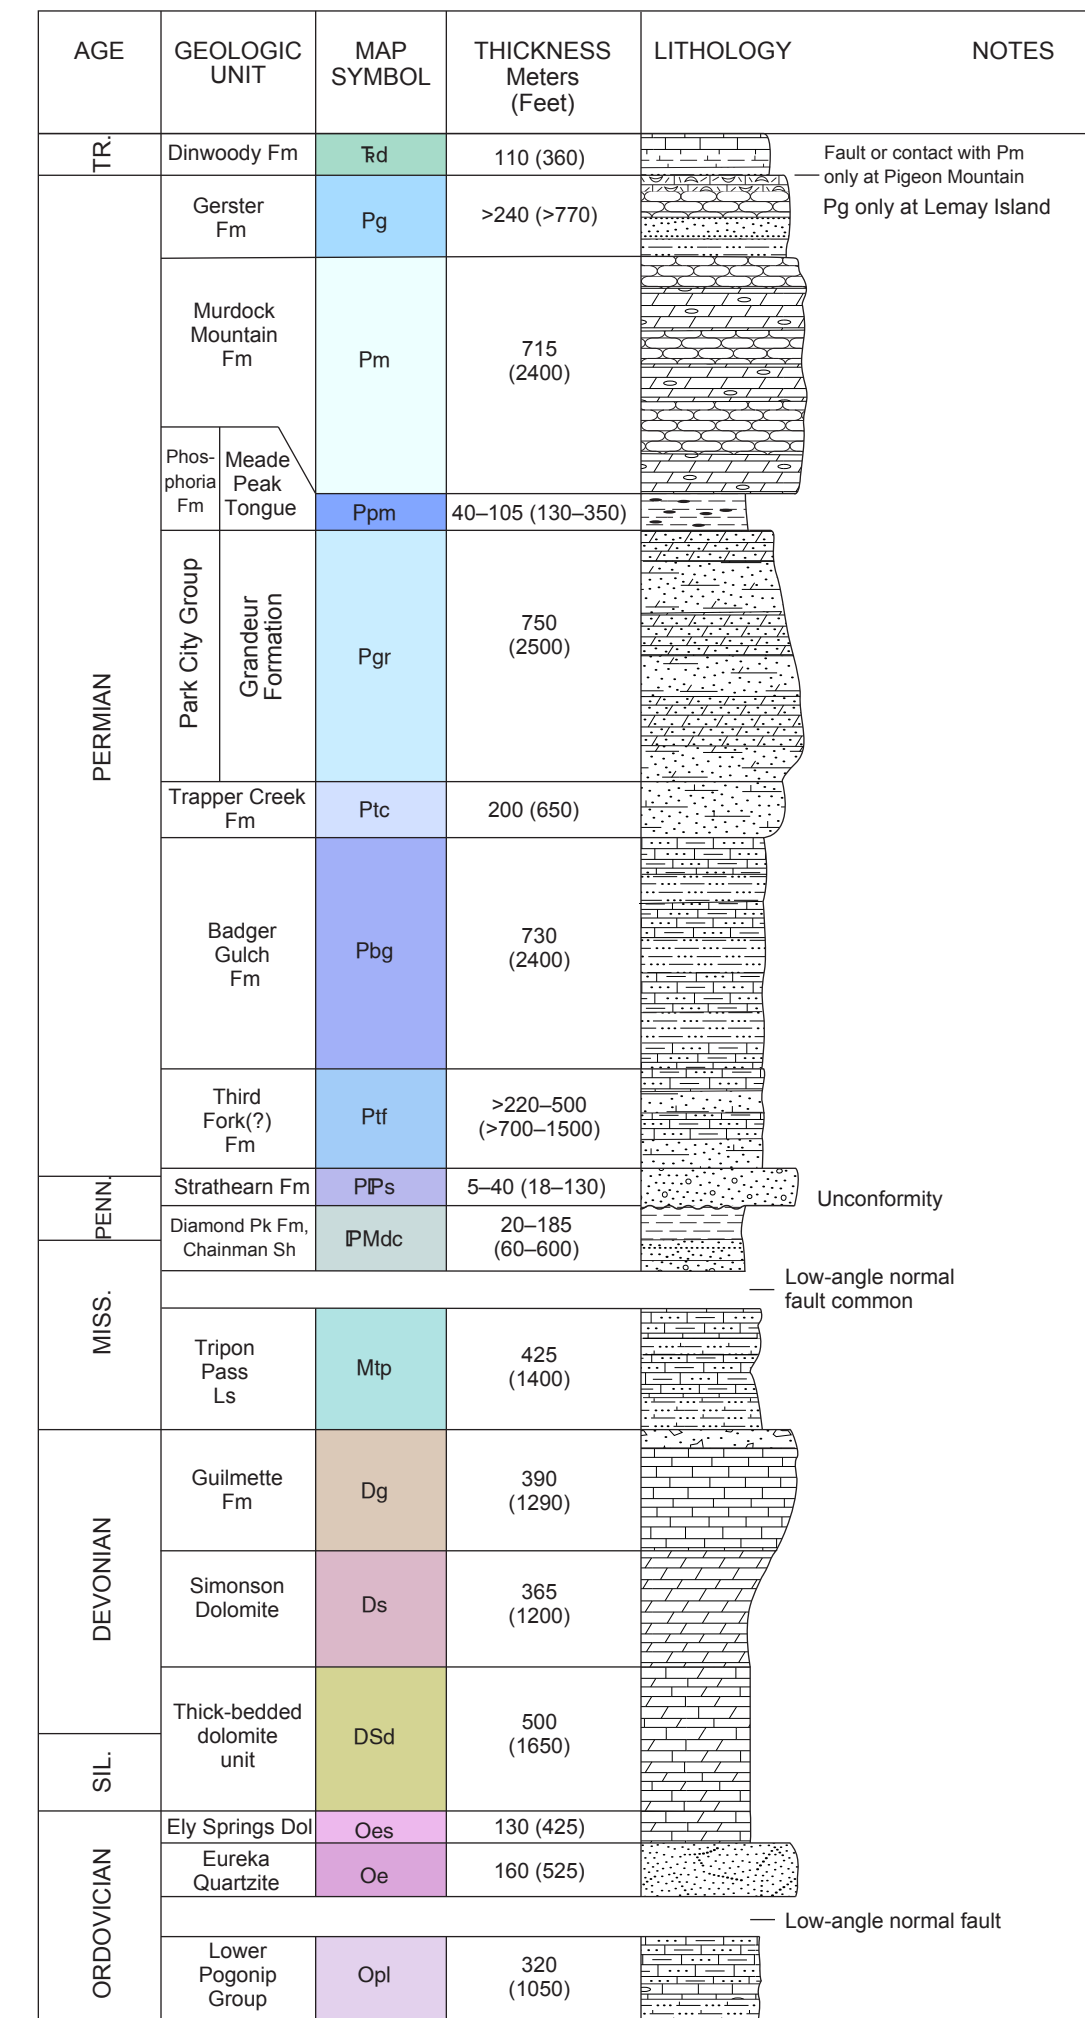 AGE
GEOLOGIC
UNIT
MAP
SYMBOL
THICKNESS
Meters
(Feet)
LITHOLOGY
NOTES
TR.
Dinwoody Fm
TRd
110 (360)
Fault or contact with Pm
only at Pigeon Mountain
PERMIAN
Gerster
Fm
Pg
>240 (>770)
Pg only at Lemay Island
Murdock
Mountain
Fm
Pm
715
(2400)
Phos-
phoria
Fm
Meade
Peak
Tongue
Ppm
40–105 (130–350)
Park City Group
Grandeur
Formation
Pgr
750
(2500)
Trapper Creek
Fm
Ptc
200 (650)
Badger
Gulch
Fm
Pbg
730
(2400)
Third
Fork(?)
Fm
Ptf
>220–500
(>700–1500)
PENN.
Strathearn Fm
PIPs
5–40 (18–130)
Unconformity
Diamond Pk Fm,
Chainman Sh
IPMdc
20–185
(60–600)
MISS.
Low-angle normal
fault common
Tripon
Pass
Ls
Mtp
425
(1400)
DEVONIAN
Guilmette
Fm
Dg
390
(1290)
Simonson
Dolomite
Ds
365
(1200)
Thick-bedded
dolomite
unit
DSd
500
(1650)
SIL.
ORDOVICIAN
Ely Springs Dol
Oes
130 (425)
Eureka
Quartzite
Oe
160 (525)
Low-angle normal fault
Lower
Pogonip
Group
Opl
320
(1050)